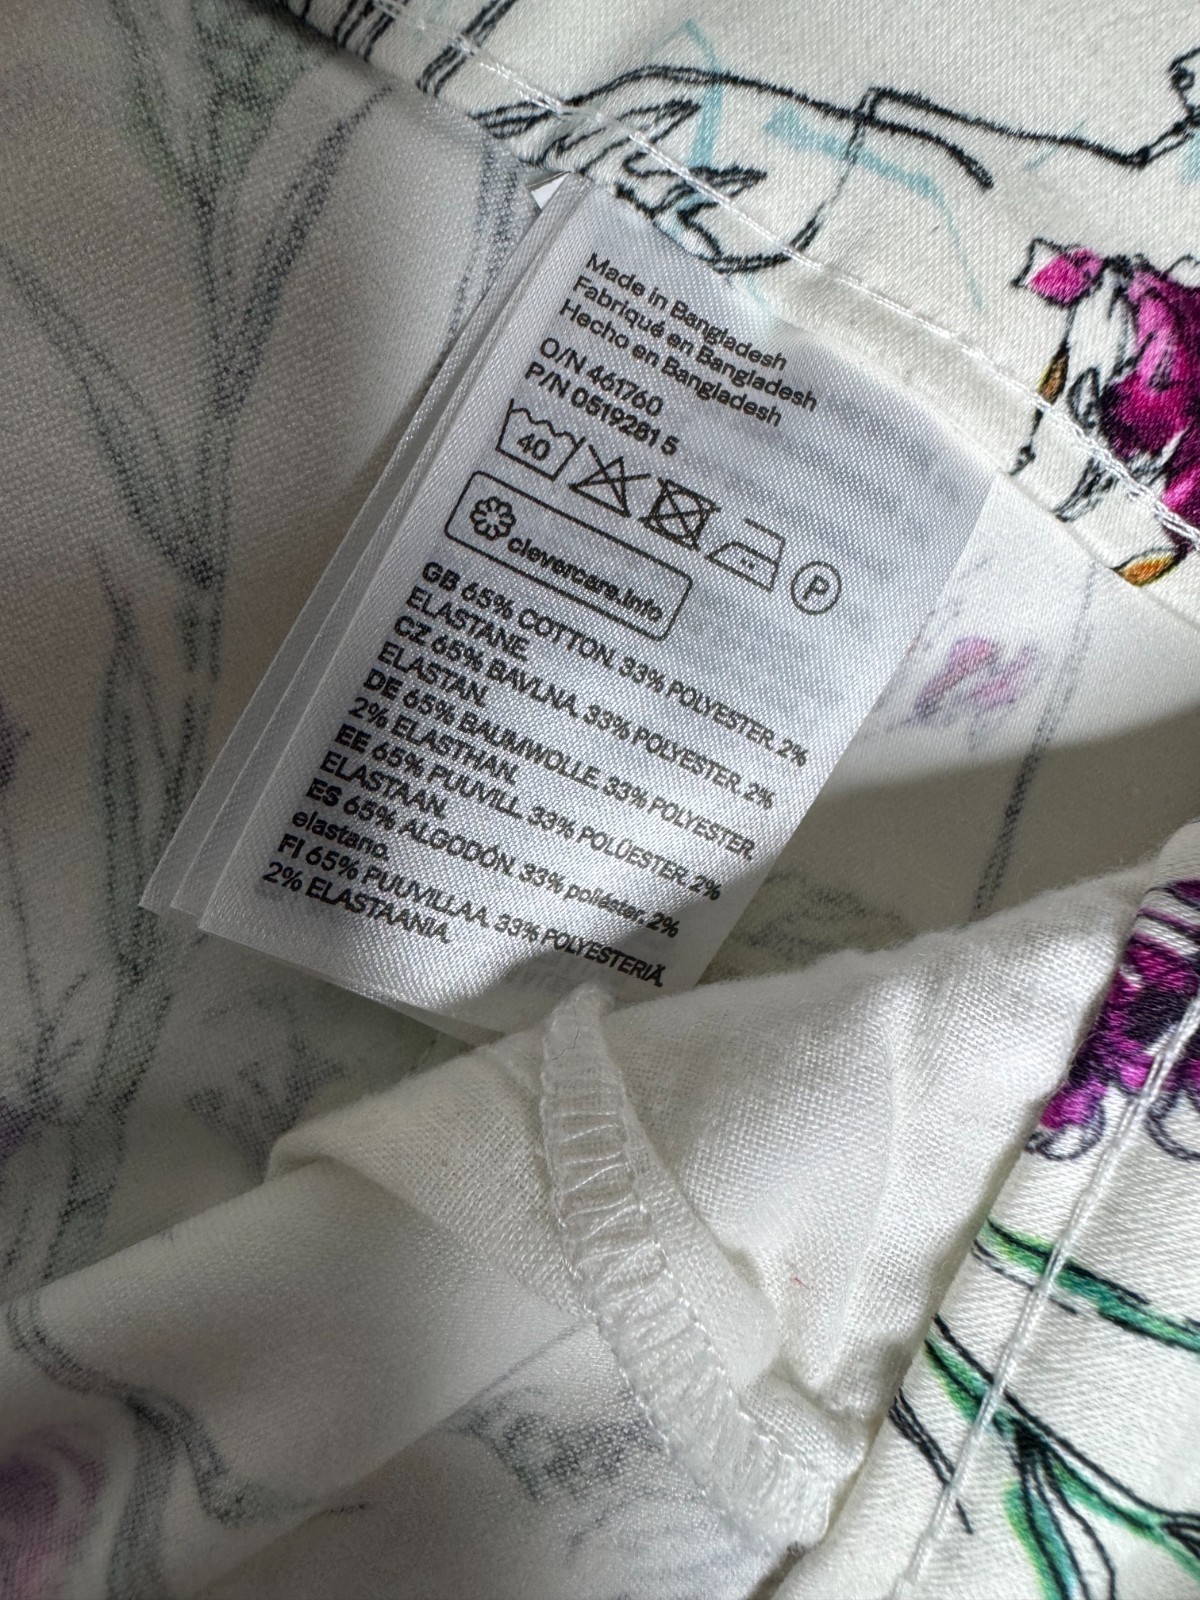 Made in Bangladesh
Fabriqué en Bangladesh
Hecho en Bangladesh
O/N 461760
P/N 0519281 5
40
P
clevercare.info
GB 65% COTTON. 33% POLYESTER. 2%
ELASTANE.
CZ 65% BAVLNA. 33% POLYESTER. 2%
ELASTAN.
DE 65% BAUMWOLLE. 33% POLYESTER.
2% ELASTHAN.
EE 65% PUUVILL. 33% POLÜESTER. 2%
ELASTAAN.
ES 65% ALGODÓN. 33% poliéster. 2%
elastano.
FI 65% PUUVILLAA. 33% POLYESTERIÄ.
2% ELASTAANIA.